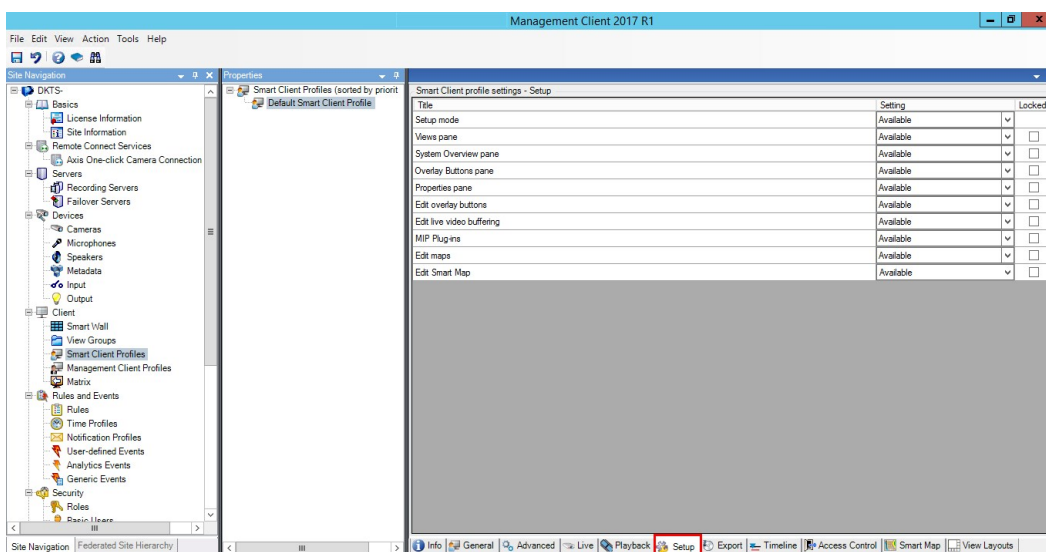 Management Client 2017 R1
File Edit View Action Tools Help
Site Navigation
DKTS-
Basics
License Information
Site Information
Remote Connect Services
Axis One-click Camera Connection
Servers
Recording Servers
Failover Servers
Devices
Cameras
Microphones
Speakers
Metadata
Input
Output
Client
Smart Wall
View Groups
Smart Client Profiles
Management Client Profiles
Matrix
Rules and Events
Rules
Time Profiles
Notification Profiles
User-defined Events
Analytics Events
Generic Events
Security
Roles
Basic Users
Site Navigation Federated Site Hierarchy
Properties
Smart Client Profiles (sorted by priorit
Default Smart Client Profile
Smart Client profile settings - Setup
Title Setting Locked
Setup mode Available
Views pane Available
System Overview pane Available
Overlay Buttons pane Available
Properties pane Available
Edit overlay buttons Available
Edit live video buffering Available
MIP Plug-ins Available
Edit maps Available
Edit Smart Map Available
Info General Advanced Live Playback Setup Export Timeline Access Control Smart Map View Layouts